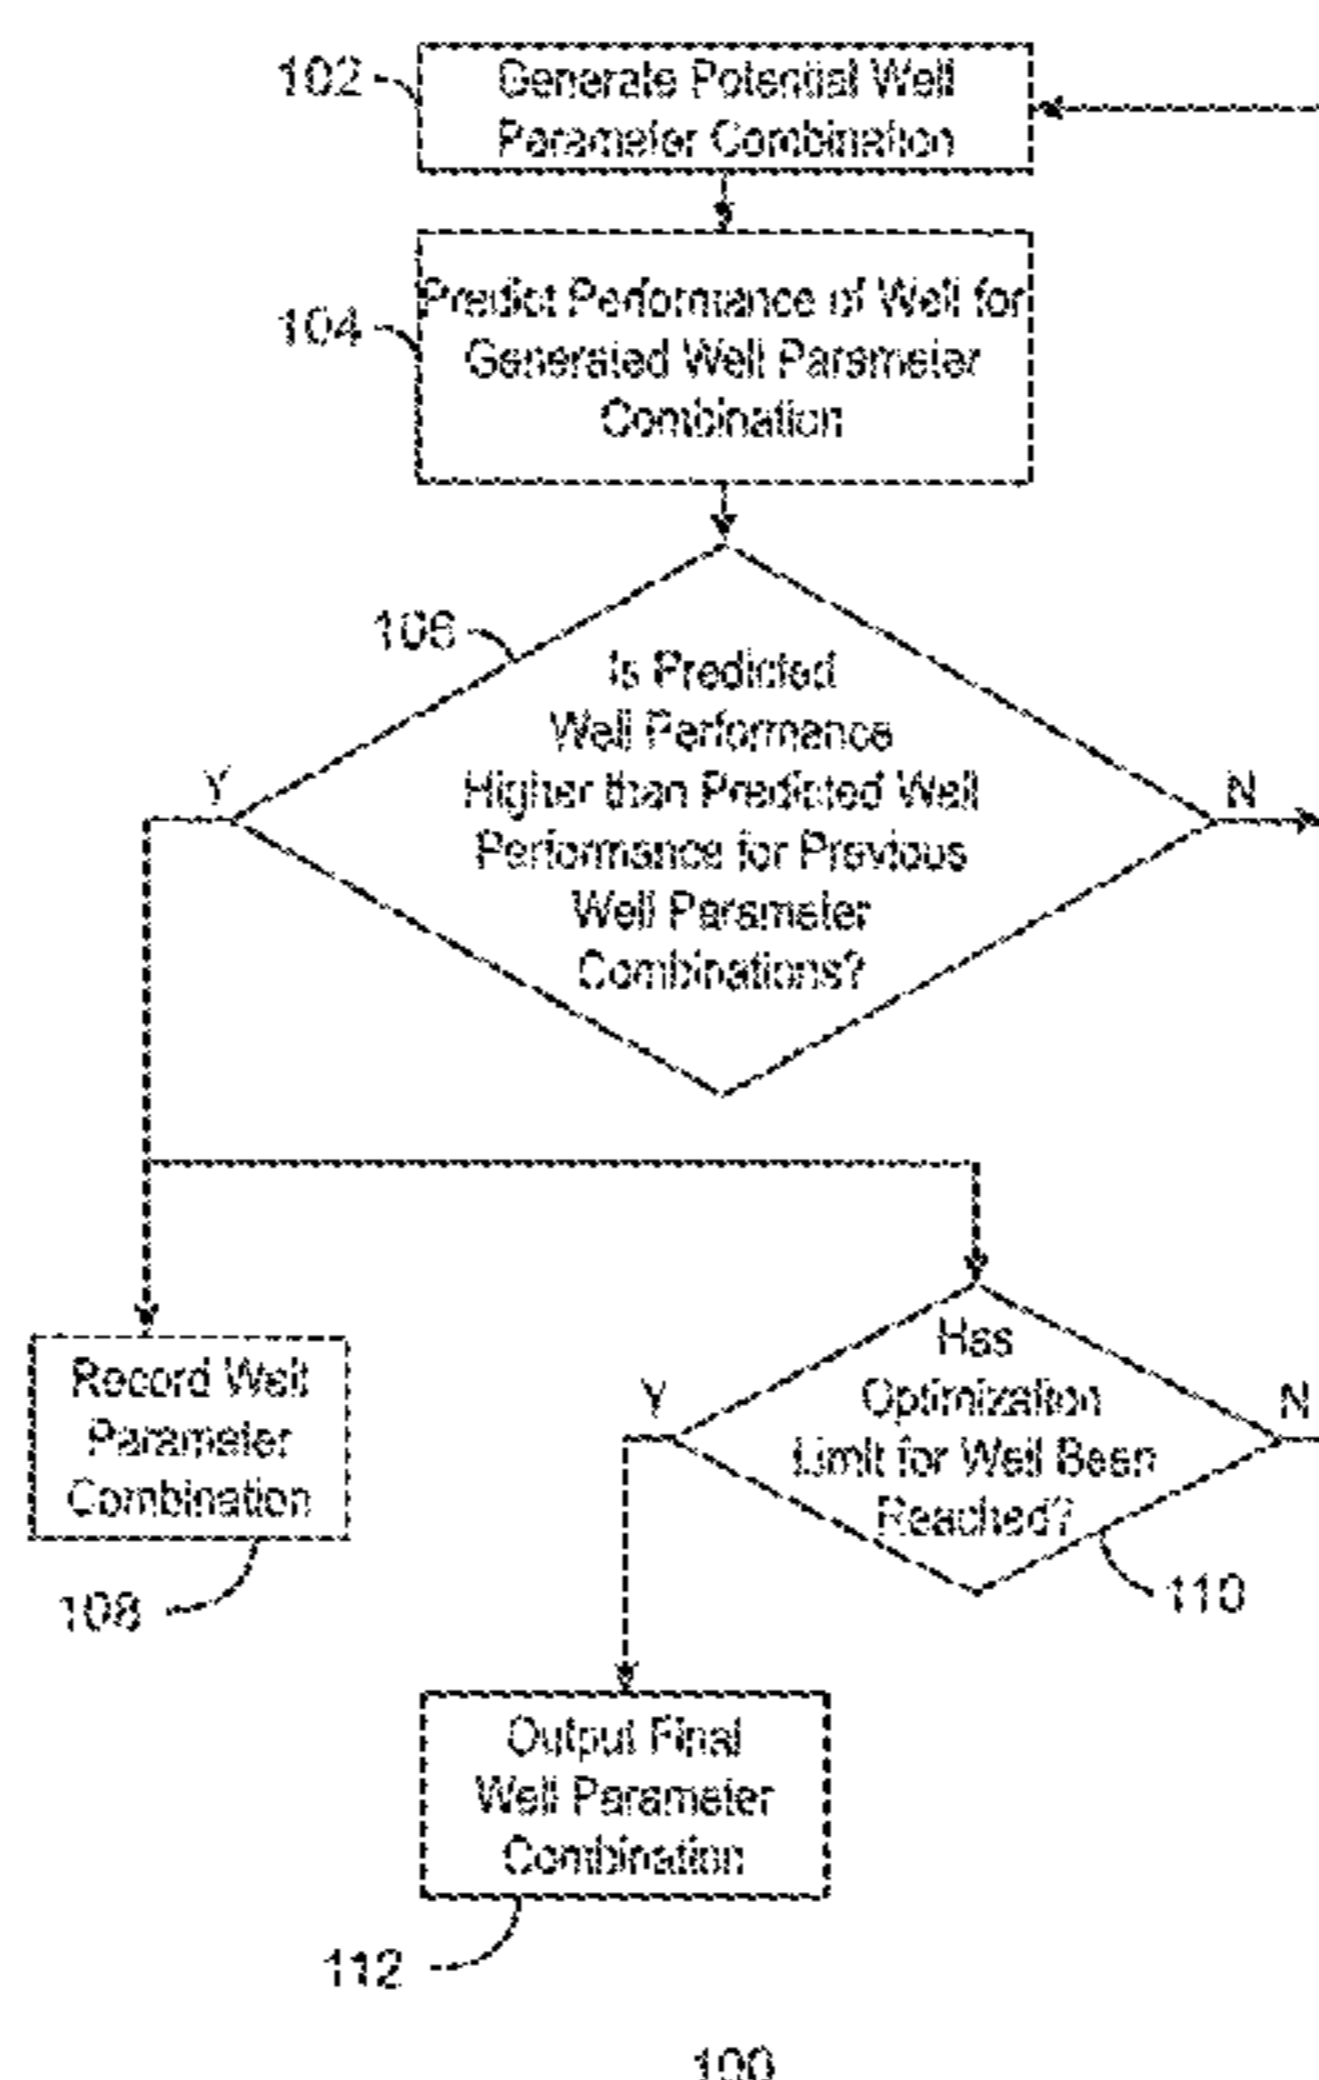 102
Generate Potential Well
Parameter Combination
104
Predict Performance of Well for
Generated Well Parameter
Combination
106
Is Predicted
Well Performance
Higher than Predicted Well
Performance for Previous
Well Parameter
Combinations?
Y
N
Record Well
Parameter
Combination
108
Has
Optimization
Limit for Well Been
Reached?
Y
N
110
Output Final
Well Parameter
Combination
112
100